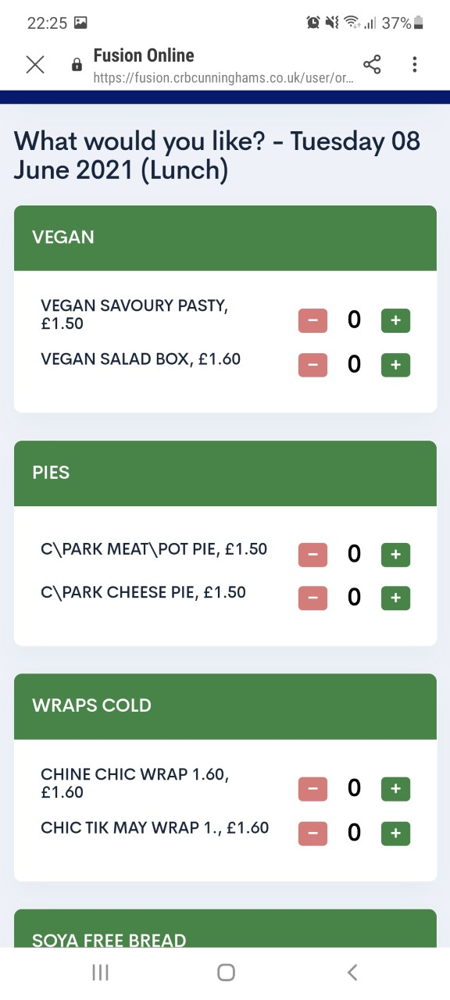 22:25
37%
Fusion Online
https://fusion.crbcunninghams.co.uk/user/or...
What would you like? - Tuesday 08
June 2021 (Lunch)
VEGAN
VEGAN SAVOURY PASTY,
£1.50
− 0 +
VEGAN SALAD BOX, £1.60
− 0 +
PIES
C\PARK MEAT\POT PIE, £1.50
− 0 +
C\PARK CHEESE PIE, £1.50
− 0 +
WRAPS COLD
CHINE CHIC WRAP 1.60,
£1.60
− 0 +
CHIC TIK MAY WRAP 1., £1.60
− 0 +
SOYA FREE BREAD